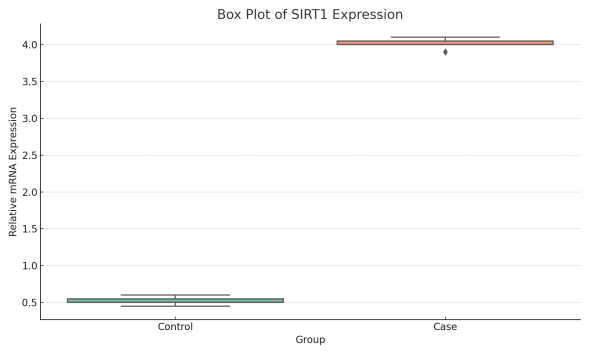 Box Plot of SIRT1 Expression
Relative mRNA Expression
4.0
3.5
3.0
2.5
2.0
1.5
1.0
0.5
Control
Case
Group